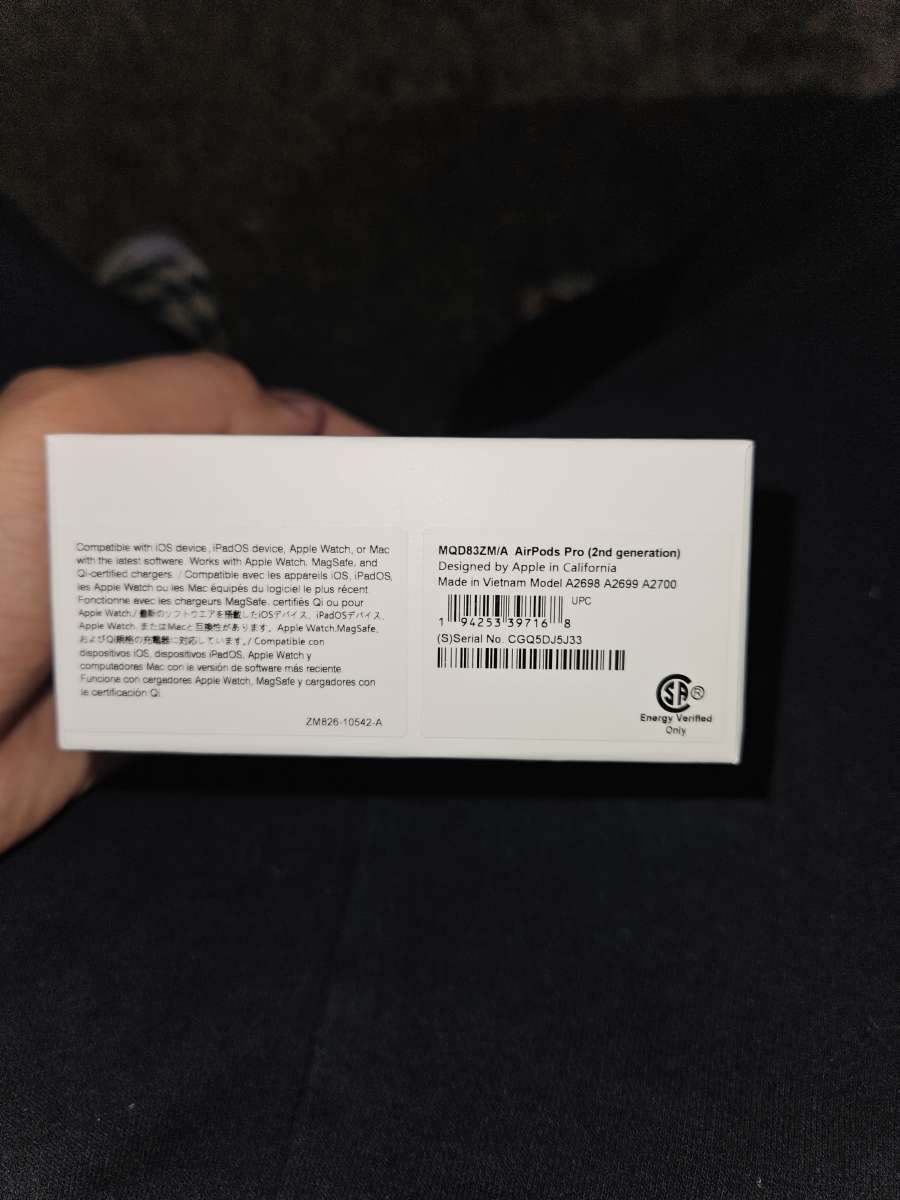 Compatible with iOS device, iPadOS device, Apple Watch, or Mac
with the latest software. Works with Apple Watch, MagSafe, and
Qi-certified chargers. / Compatible avec les appareils iOS, iPadOS,
les Apple Watch ou les Mac équipés du logiciel le plus récent.
Fonctionne avec les chargeurs MagSafe, certifiés Qi ou pour
Apple Watch./ 最新のソフトウエアを搭載したiOSデバイス、iPadOSデバイス、
Apple Watch、またはMacと互換性があります。Apple Watch,MagSafe,
およびQi規格の充電器に対応しています。/ Compatible con
dispositivos iOS, dispositivos iPadOS, Apple Watch y
computadoras Mac con la versión de software más reciente.
Funciona con cargadores Apple Watch, MagSafe y cargadores con
la certificación Qi.
ZM826-10542-A
MQD83ZM/A AirPods Pro (2nd generation)
Designed by Apple in California
Made in Vietnam Model A2698 A2699 A2700
UPC
1 94253 39716 8
(S)Serial No. CGQ5DJ5J33
SA ®
Energy Verified
Only